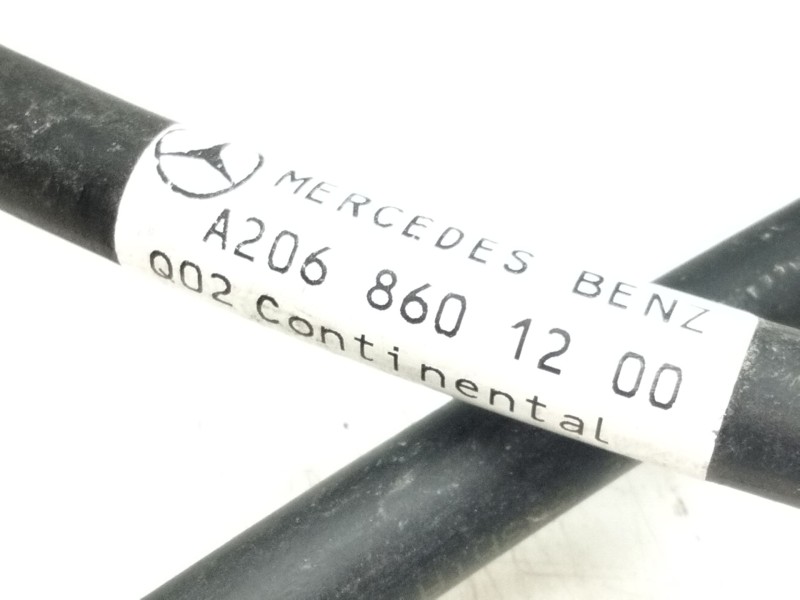 MERCEDES BENZ
A206 860 12 00
Q02 Continental